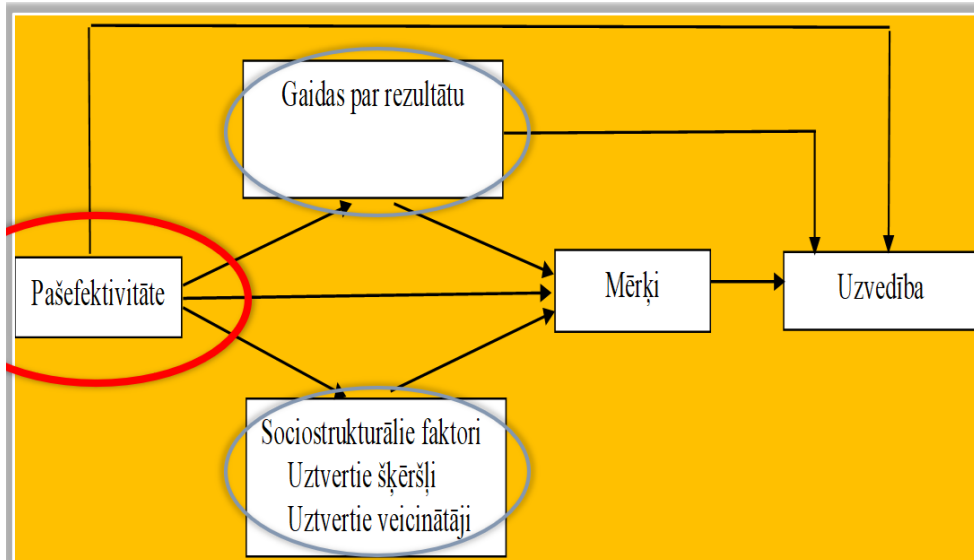 Gaidas par rezultātu
Pašefektivitāte
Mērķi
Uzvedība
Sociostrukturālie faktori
Uztvertie šķēršļi
Uztvertie veicinātāji